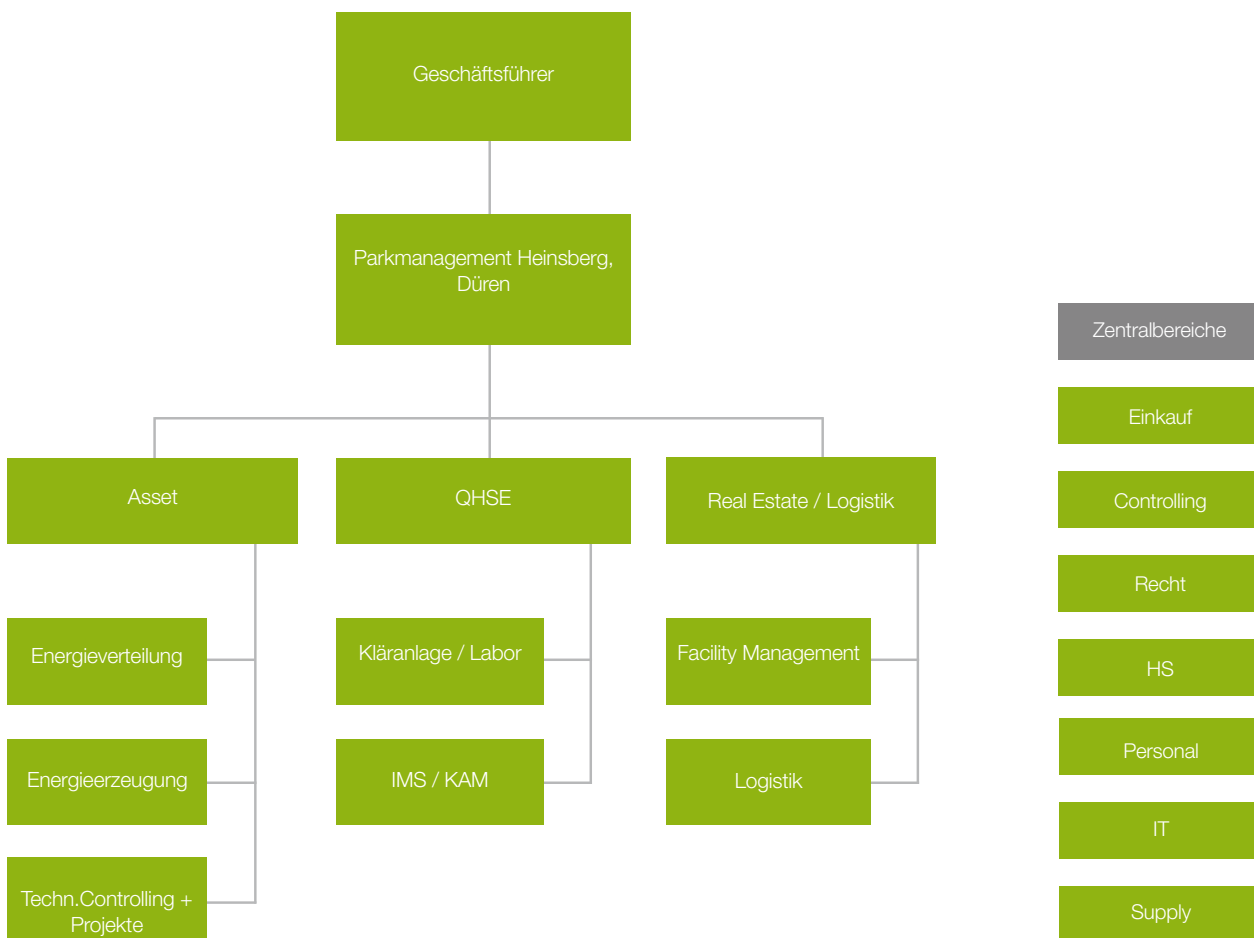 Geschäftsführer
Parkmanagement Heinsberg,
Düren
Asset
QHSE
Real Estate / Logistik
Energieverteilung
Kläranlage / Labor
Facility Management
Energieerzeugung
IMS / KAM
Logistik
Techn.Controlling +
Projekte
Zentralbereiche
Einkauf
Controlling
Recht
HS
Personal
IT
Supply